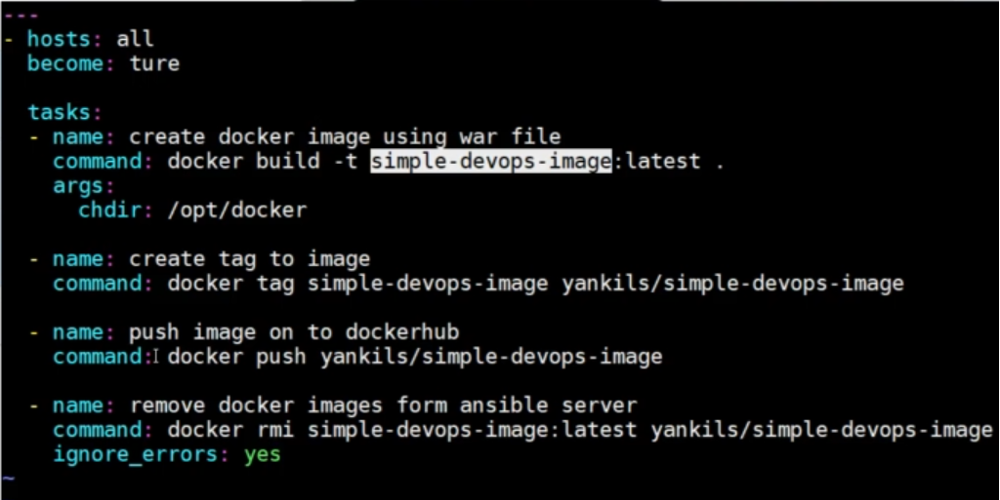 ---
- hosts: all
  become: ture

  tasks:
  - name: create docker image using war file
    command: docker build -t simple-devops-image:latest .
    args:
      chdir: /opt/docker

  - name: create tag to image
    command: docker tag simple-devops-image yankils/simple-devops-image

  - name: push image on to dockerhub
    command: docker push yankils/simple-devops-image

  - name: remove docker images form ansible server
    command: docker rmi simple-devops-image:latest yankils/simple-devops-image
    ignore_errors: yes
~